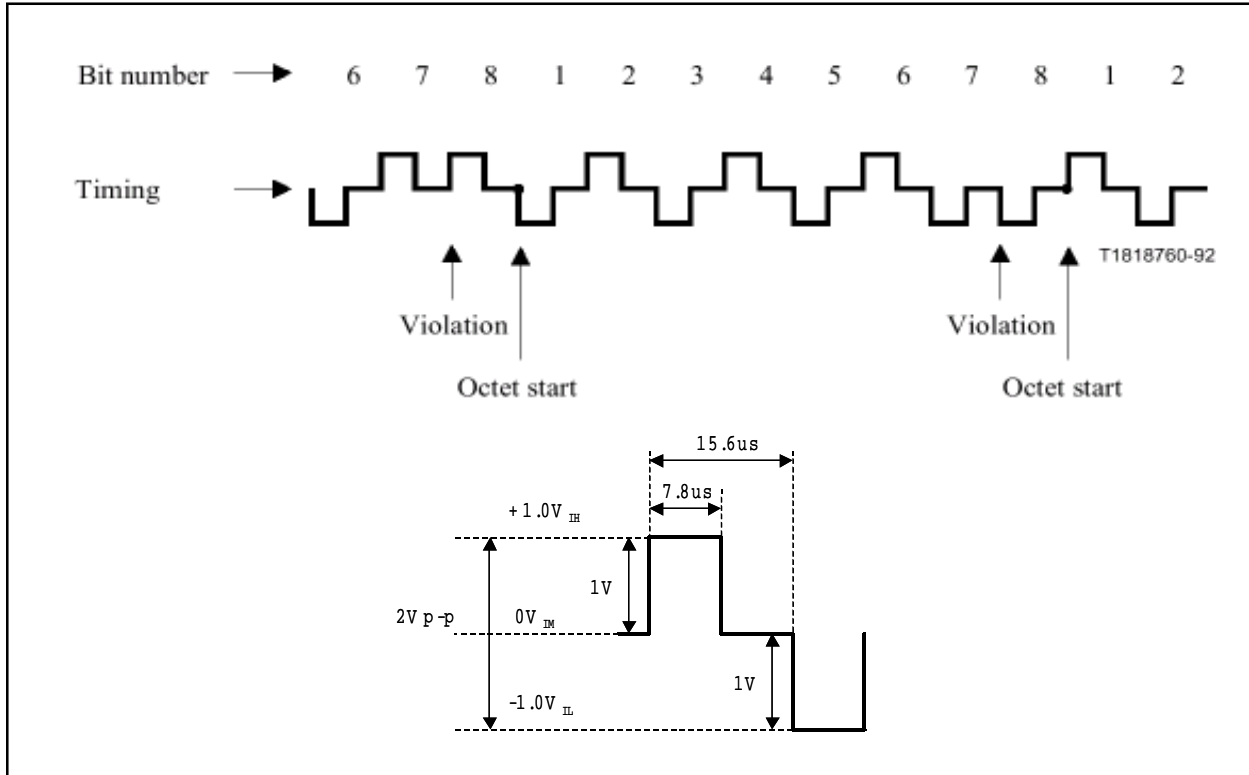 Bit number 6 7 8 1 2 3 4 5 6 7 8 1 2
Timing
T1818760-92
Violation Violation
Octet start Octet start
15.6us
7.8us
+1.0V IH
1V
2V p-p 0V IM
1V
-1.0V IL